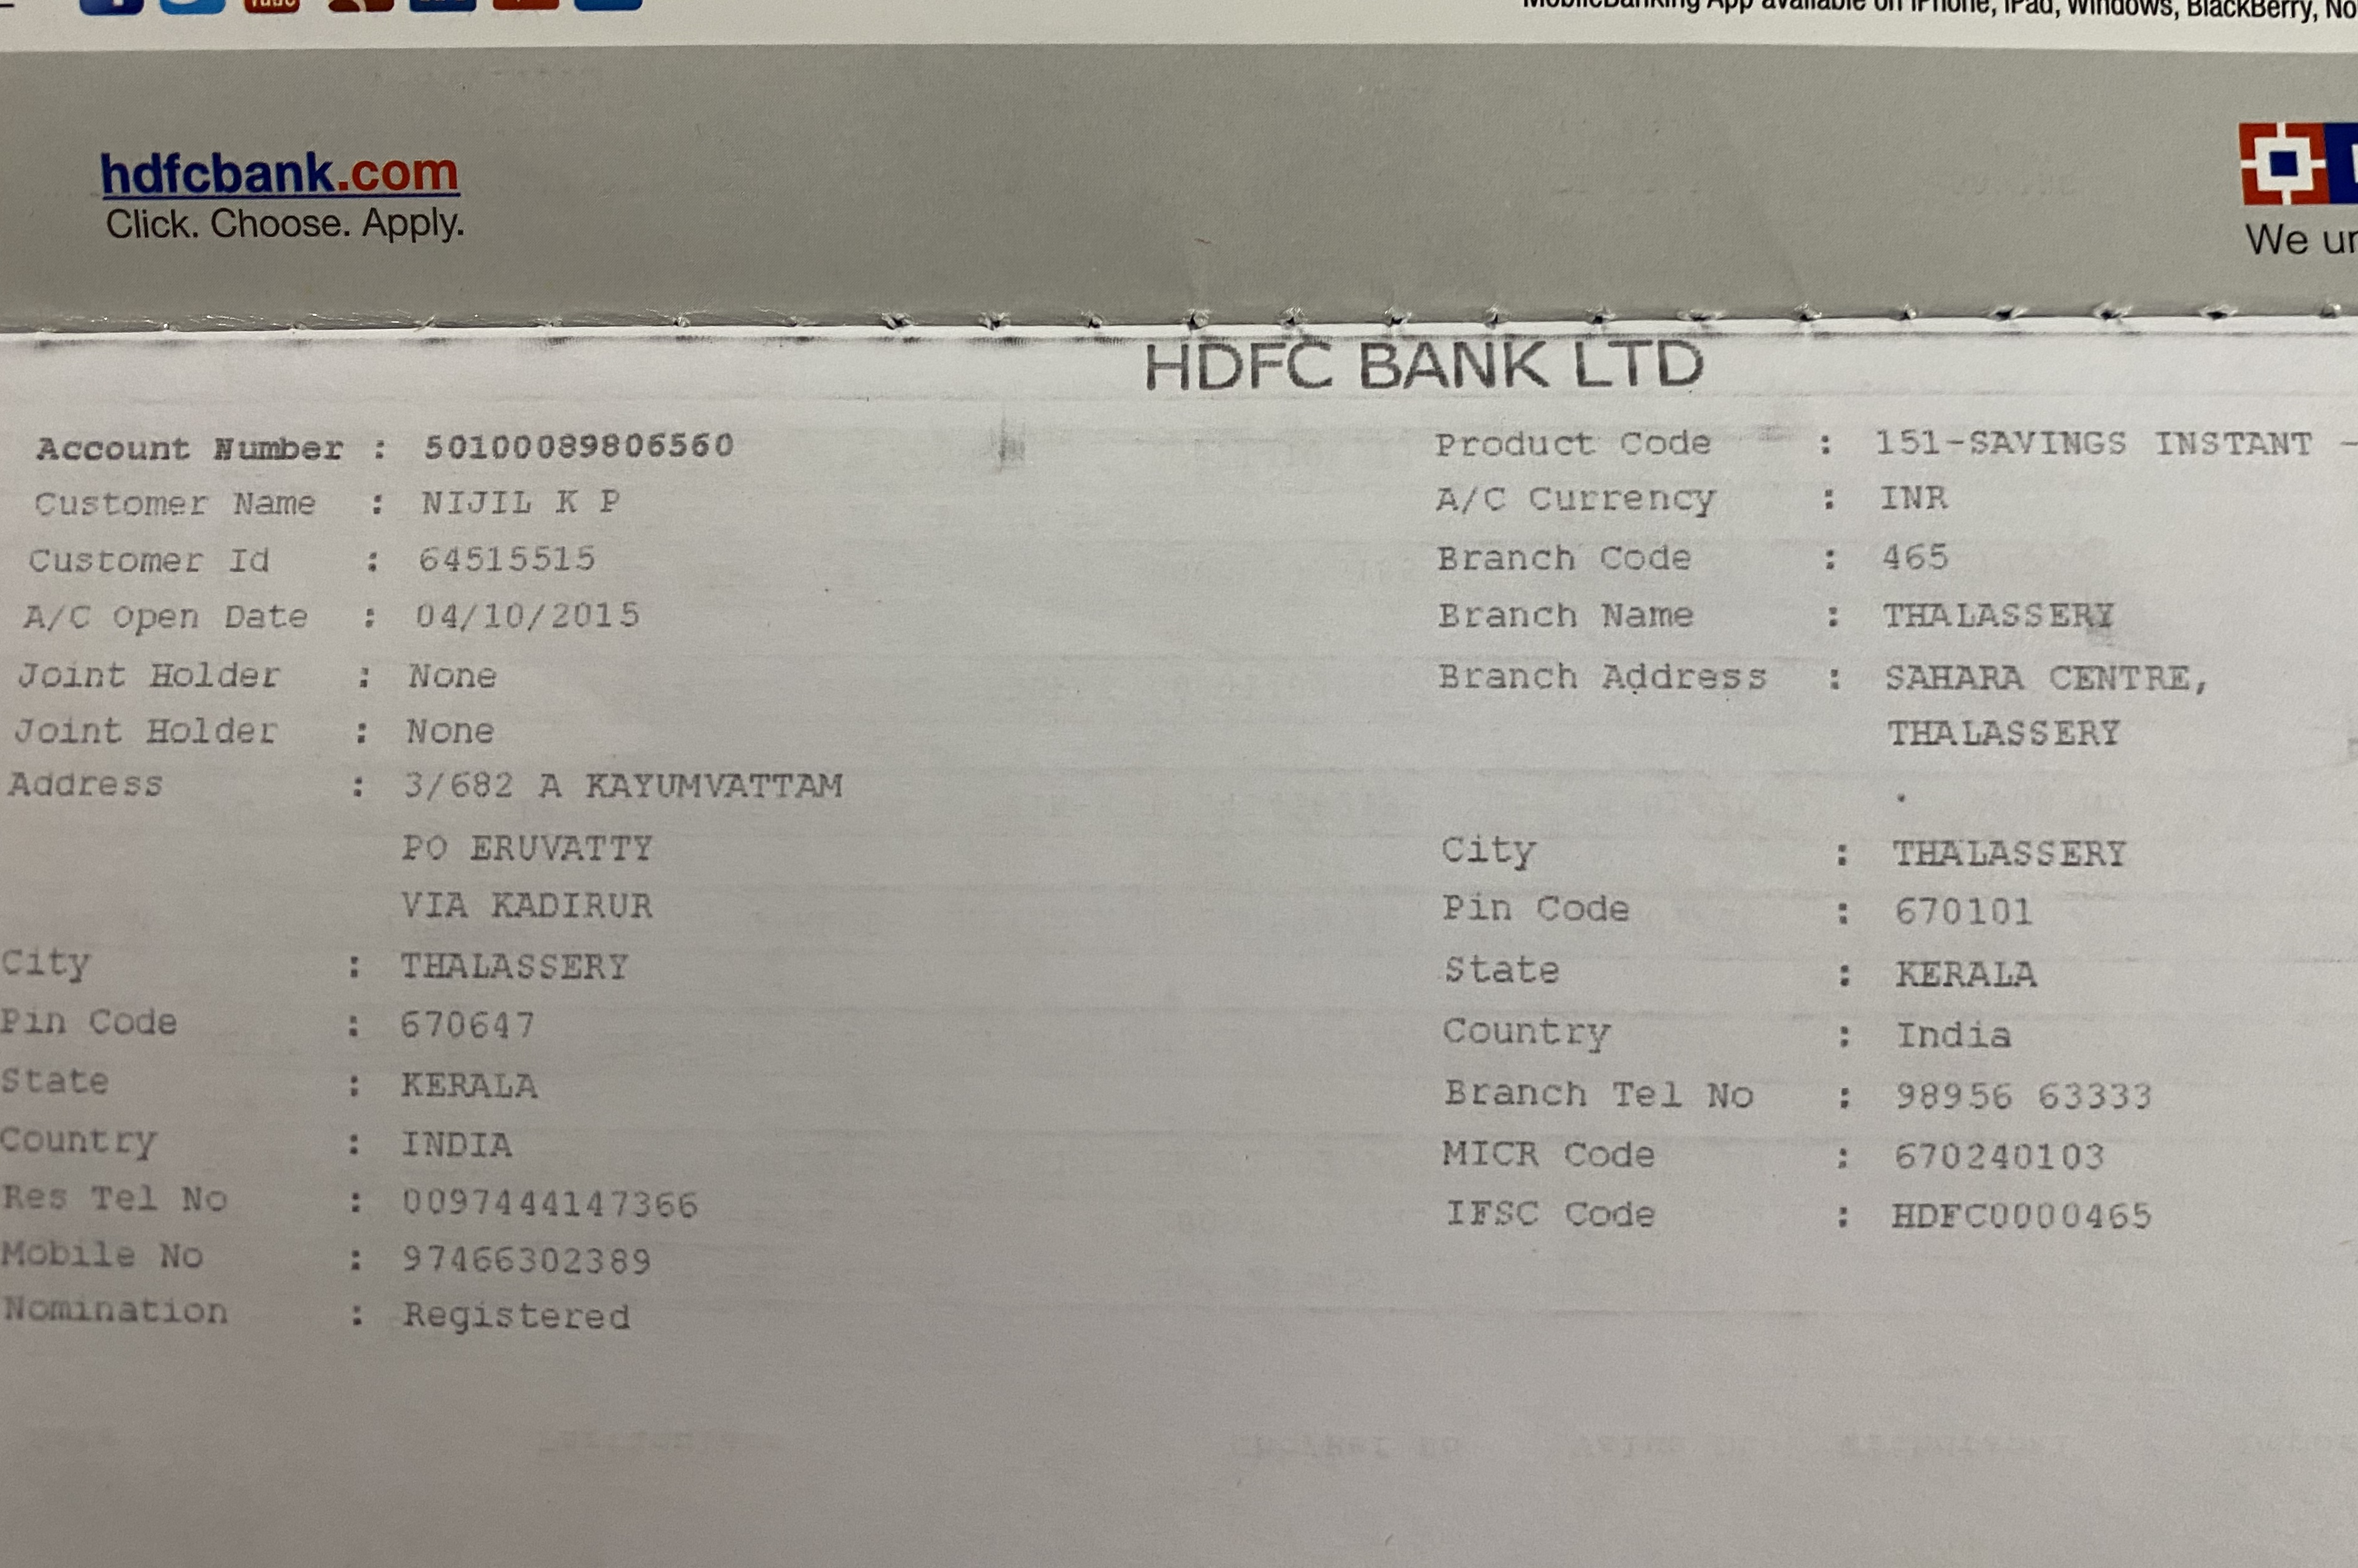 MobileBanking App available on iPhone, iPad, Windows, BlackBerry,
hdfcbank.com
Click. Choose. Apply.
We
HDFC BANK LTD
Account Number : 50100089806560
Customer Name : NIJIL K P
Customer Id : 64515515
A/C Open Date : 04/10/2015
Joint Holder : None
Joint Holder : None
Address : 3/682 A KAYUMVATTAM
PO ERUVATTY
VIA KADIRUR
City : THALASSERY
Pin Code : 670647
State : KERALA
Country : INDIA
Res Tel No : 0097444147366
Mobile No : 97466302389
Nomination : Registered
Product Code : 151-SAVINGS INSTANT -
A/C Currency : INR
Branch Code : 465
Branch Name : THALASSERY
Branch Address : SAHARA CENTRE,
THALASSERY
.
City : THALASSERY
Pin Code : 670101
State : KERALA
Country : India
Branch Tel No : 98956 63333
MICR Code : 670240103
IFSC Code : HDFC0000465